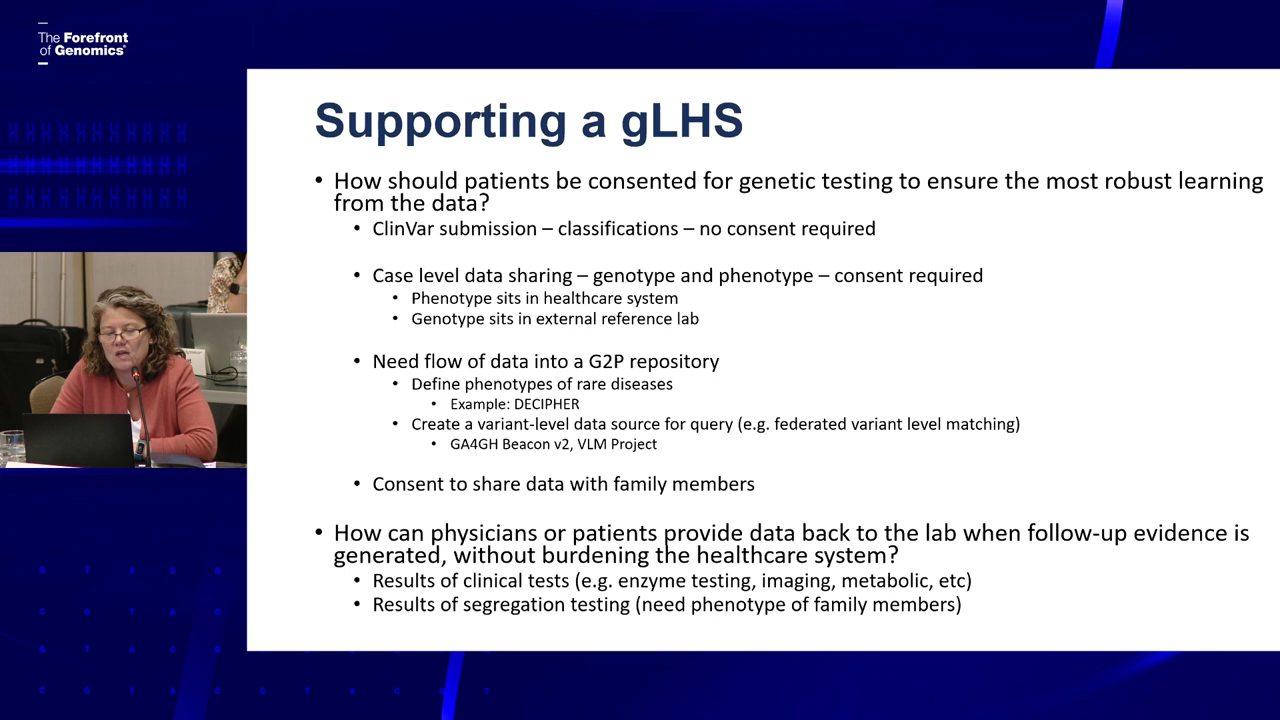 The Forefront
of Genomics®
Supporting a gLHS
• How should patients be consented for genetic testing to ensure the most robust learning
from the data?
• ClinVar submission – classifications – no consent required
• Case level data sharing – genotype and phenotype – consent required
• Phenotype sits in healthcare system
• Genotype sits in external reference lab
• Need flow of data into a G2P repository
• Define phenotypes of rare diseases
• Example: DECIPHER
• Create a variant-level data source for query (e.g. federated variant level matching)
• GA4GH Beacon v2, VLM Project
• Consent to share data with family members
• How can physicians or patients provide data back to the lab when follow-up evidence is
generated, without burdening the healthcare system?
• Results of clinical tests (e.g. enzyme testing, imaging, metabolic, etc)
• Results of segregation testing (need phenotype of family members)